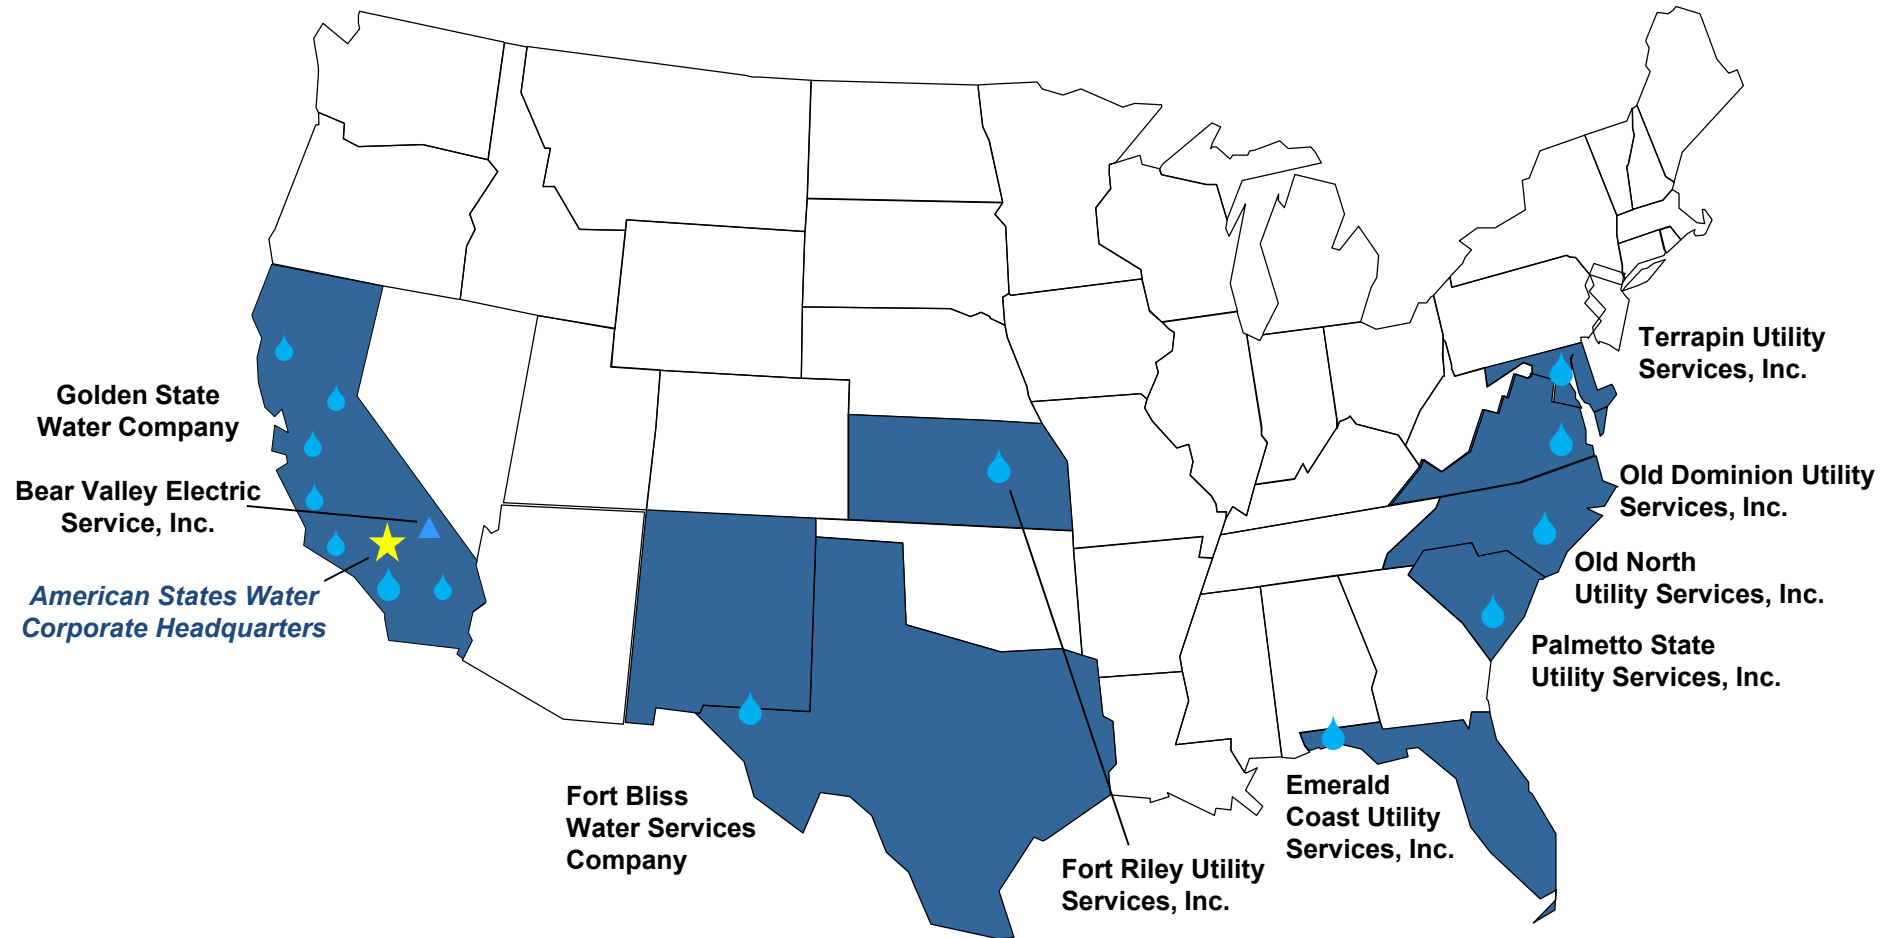 Golden State
Water Company
Bear Valley Electric
Service, Inc.
American States Water
Corporate Headquarters
Fort Bliss
Water Services
Company
Fort Riley Utility
Services, Inc.
Emerald
Coast Utility
Services, Inc.
Terrapin Utility
Services, Inc.
Old Dominion Utility
Services, Inc.
Old North
Utility Services, Inc.
Palmetto State
Utility Services, Inc.